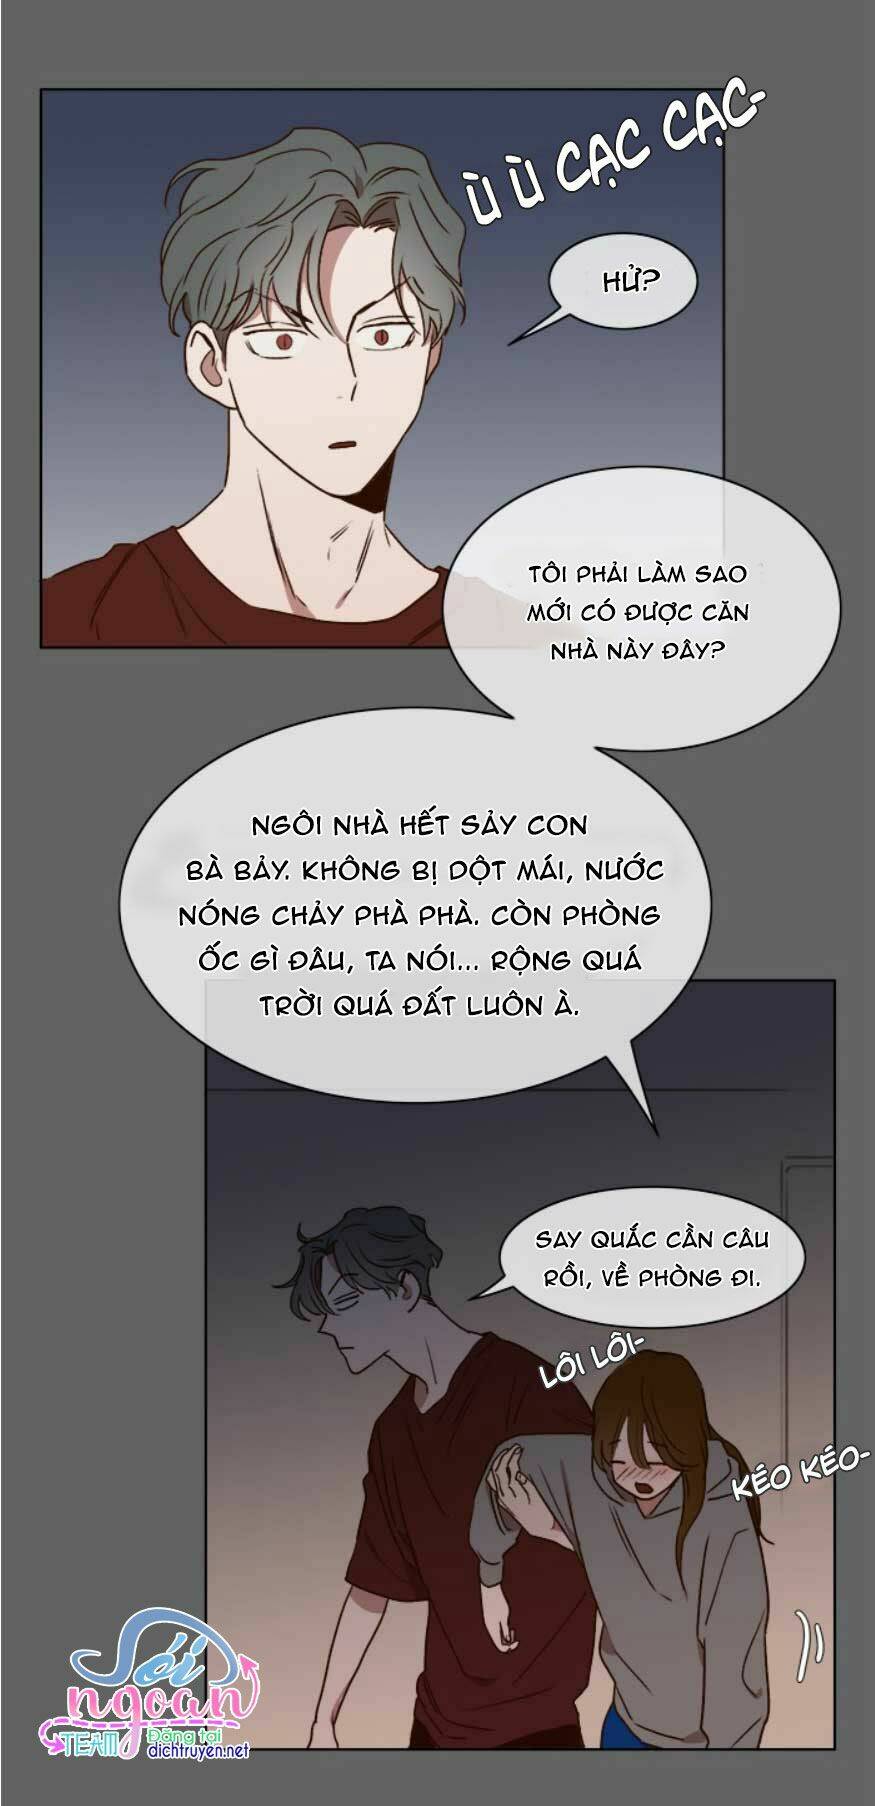 Ù Ù CẠC CẠC-
HỬ?
TÔI PHẢI LÀM SAO
MỚI CÓ ĐƯỢC CĂN
NHÀ NÀY ĐÂY?
NGÔI NHÀ HẾT SẢY CON
BÀ BẢY. KHÔNG BỊ DỘT MÁI, NƯỚC
NÓNG CHẢY PHÀ PHÀ. CÒN PHÒNG
ỐC GÌ ĐÂU, TA NÓI... RỘNG QUÁ
TRỜI QUÁ ĐẤT LUÔN À.
SAY QUẮC CẦN CÂU
RỒI, VỀ PHÒNG ĐI.
LÔI LÔI-
KÉO KÉO-
Sói
ngoan
TEAM Đăng tại
dichtruyen.net